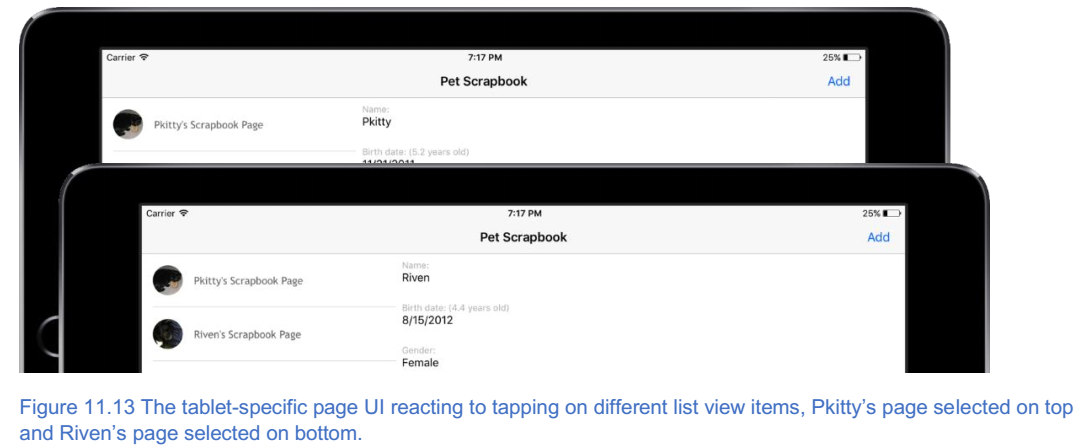 Carrier
7:17 PM
25%
Pet Scrapbook
Add
Pkitty's Scrapbook Page
Name:
Pkitty
Birth date: (5.2 years old)
11/21/2011
Carrier
7:17 PM
25%
Pet Scrapbook
Add
Pkitty's Scrapbook Page
Riven's Scrapbook Page
Name:
Riven
Birth date: (4.4 years old)
8/15/2012
Gender:
Female
Figure 11.13 The tablet-specific page UI reacting to tapping on different list view items, Pkitty’s page selected on top
and Riven’s page selected on bottom.